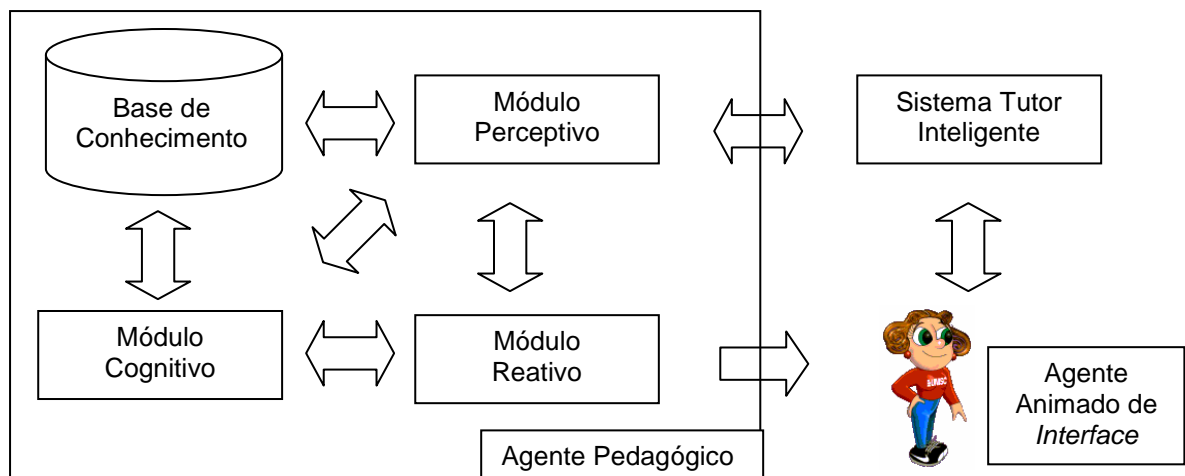 Base de
Conhecimento
Módulo
Perceptivo
Sistema Tutor
Inteligente
Módulo
Cognitivo
Módulo
Reativo
Agente
Animado de
Interface
Agente Pedagógico